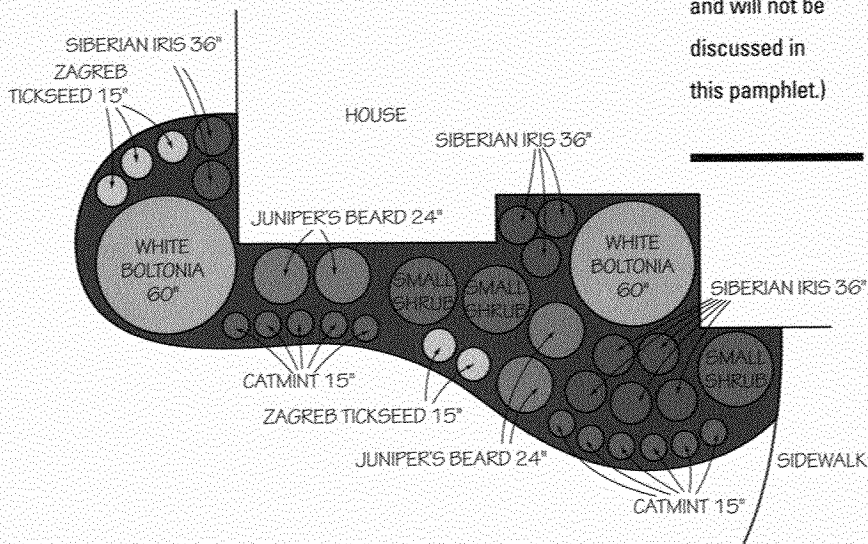 and will not be
discussed in
this pamphlet.)
SIBERIAN IRIS 36"
ZAGREB
TICKSEED 15"
HOUSE
SIBERIAN IRIS 36"
JUNIPER'S BEARD 24"
WHITE
BOLTONIA
60"
SMALL
SHRUB
SMALL
SHRUB
WHITE
BOLTONIA
60"
SIBERIAN IRIS 36"
SMALL
SHRUB
CATMINT 15"
ZAGREB TICKSEED 15"
JUNIPER'S BEARD 24"
SIDEWALK
CATMINT 15"